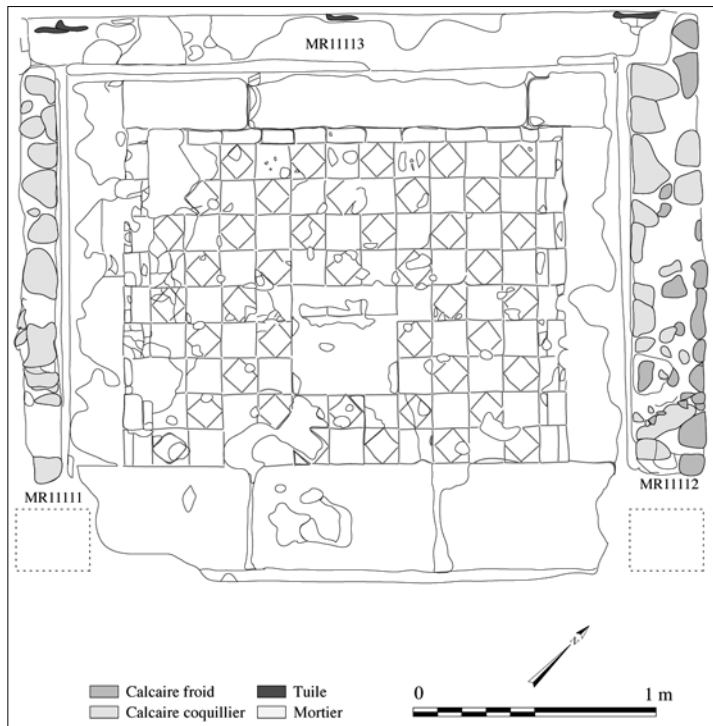 MR11113
MR11111
MR11112
N
Calcaire froid
Tuile
0
1 m
Calcaire coquillier
Mortier